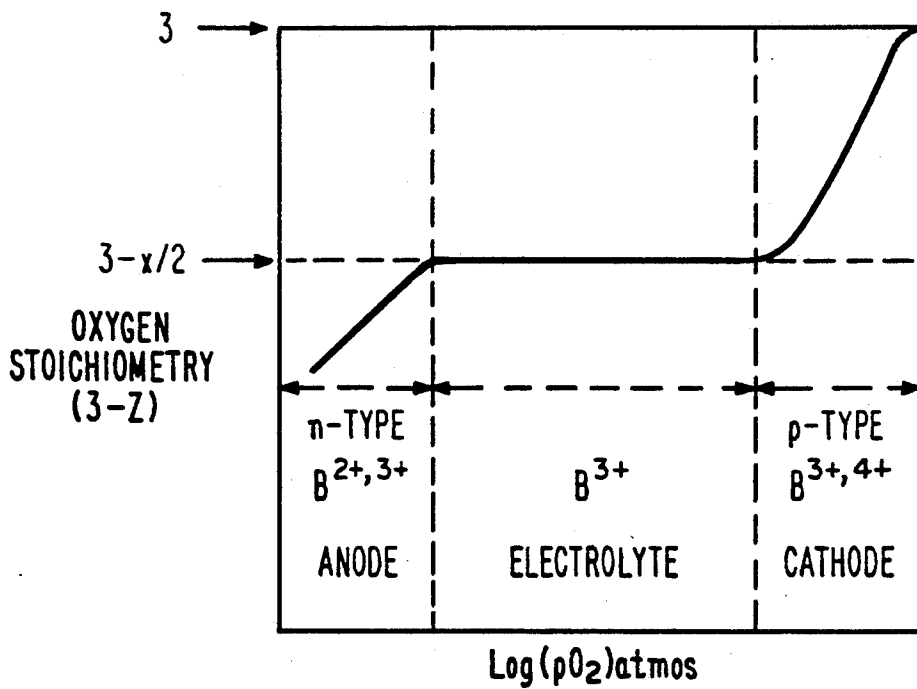 3
3-x/2
OXYGEN
STOICHIOMETRY
(3-Z)
n-TYPE
B2+,3+
ANODE
B3+
ELECTROLYTE
p-TYPE
B3+,4+
CATHODE
Log(pO2)atmos